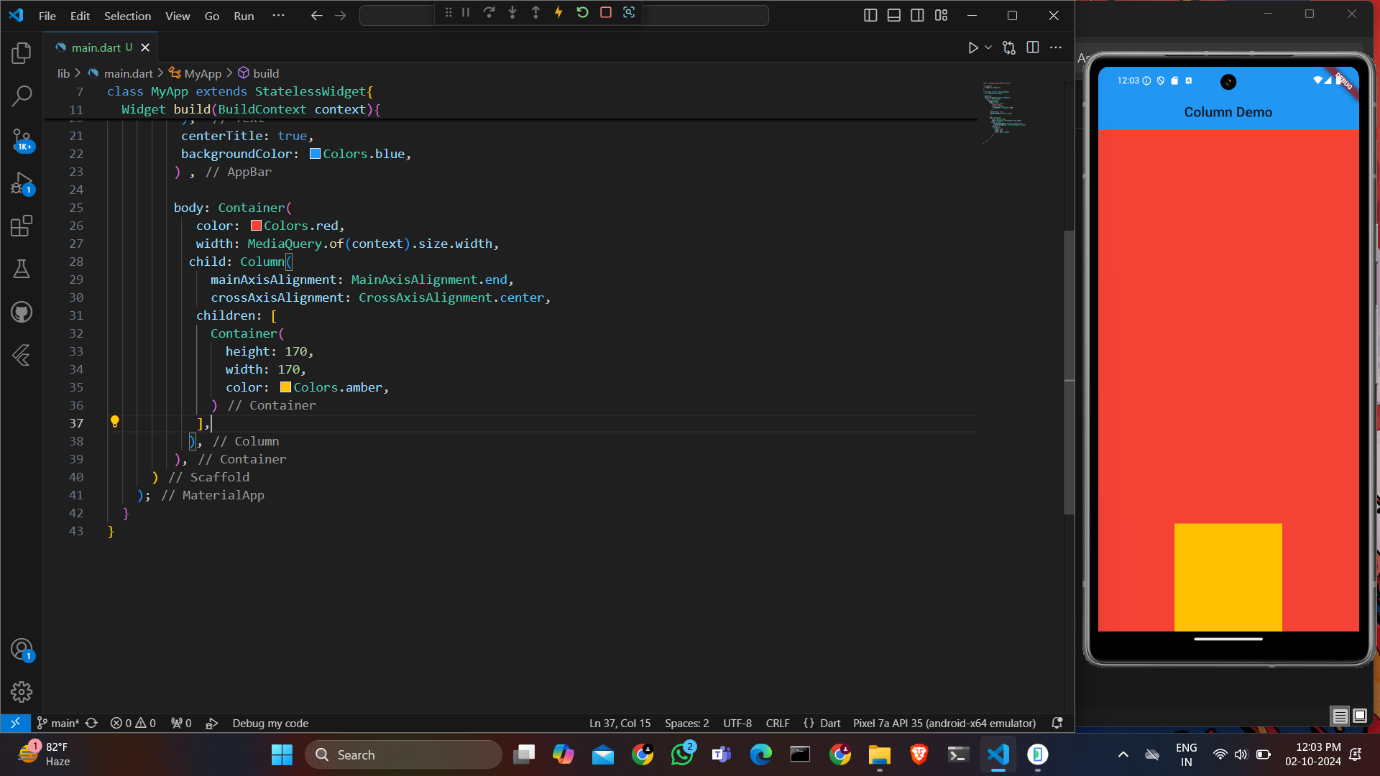 File Edit Selection View Go Run ...
main.dart U
lib > main.dart > MyApp > build
7 class MyApp extends StatelessWidget{
11 Widget build(BuildContext context){
21 centerTitle: true,
22 backgroundColor: Colors.blue,
23 ) , // AppBar
24
25 body: Container(
26 color: Colors.red,
27 width: MediaQuery.of(context).size.width,
28 child: Column(
29 mainAxisAlignment: MainAxisAlignment.end,
30 crossAxisAlignment: CrossAxisAlignment.center,
31 children: [
32 Container(
33 height: 170,
34 width: 170,
35 color: Colors.amber,
36 ) // Container
37 ],
38 ), // Column
39 ), // Container
40 ) // Scaffold
41 ); // MaterialApp
42 }
43 }
1K+
1
1
12:03
DEBUG
Column Demo
main* 0 0 0 Debug my code Ln 37, Col 15 Spaces: 2 UTF-8 CRLF {} Dart Pixel 7a API 35 (android-x64 emulator)
1 82°F
Haze
Search
2
ENG
IN
12:03 PM
02-10-2024